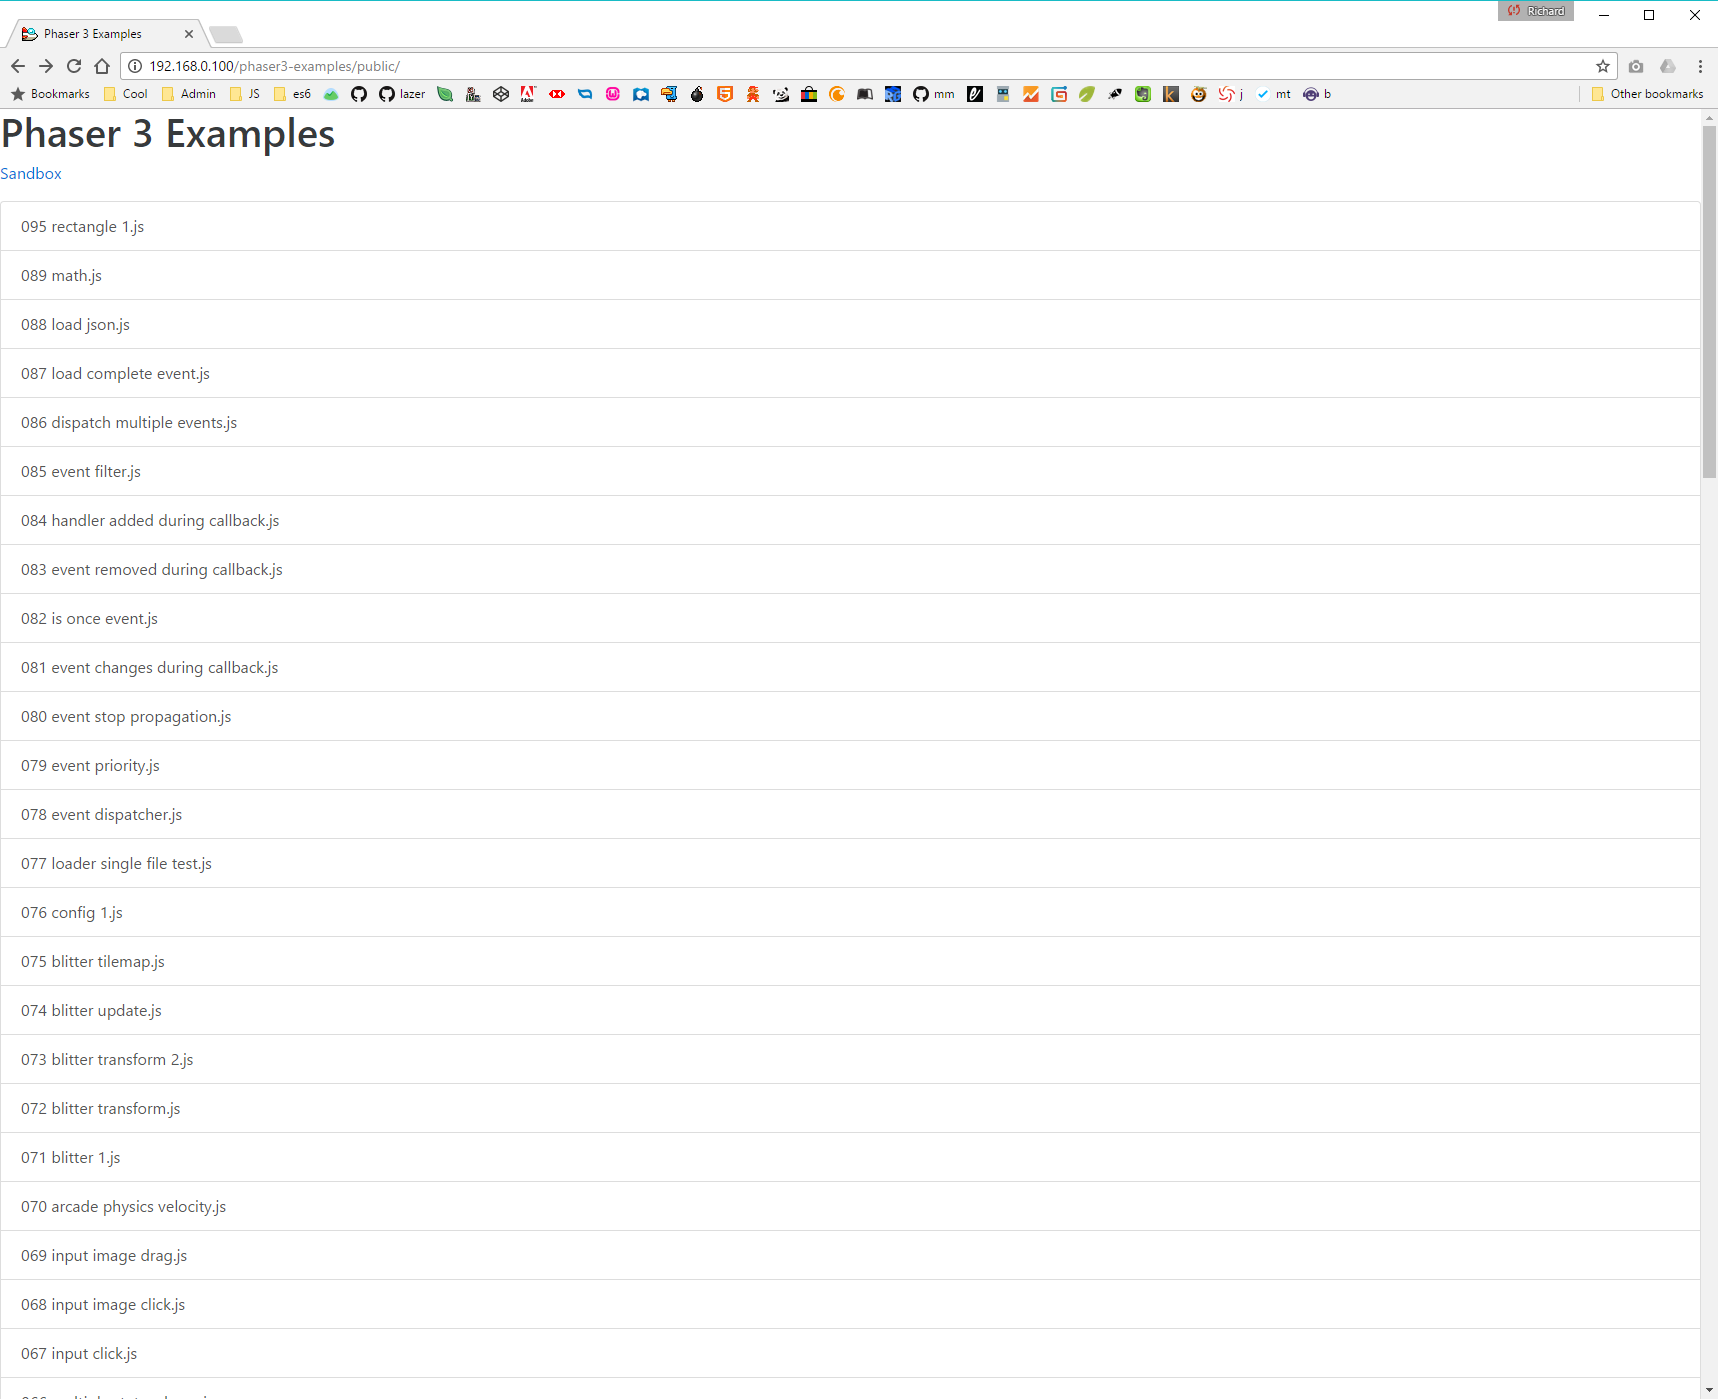 Richard
Phaser 3 Examples
192.168.0.100/phaser3-examples/public/
Bookmarks Cool Admin JS es6 lazer mm j mt b Other bookmarks
Phaser 3 Examples
Sandbox
095 rectangle 1.js
089 math.js
088 load json.js
087 load complete event.js
086 dispatch multiple events.js
085 event filter.js
084 handler added during callback.js
083 event removed during callback.js
082 is once event.js
081 event changes during callback.js
080 event stop propagation.js
079 event priority.js
078 event dispatcher.js
077 loader single file test.js
076 config 1.js
075 blitter tilemap.js
074 blitter update.js
073 blitter transform 2.js
072 blitter transform.js
071 blitter 1.js
070 arcade physics velocity.js
069 input image drag.js
068 input image click.js
067 input click.js